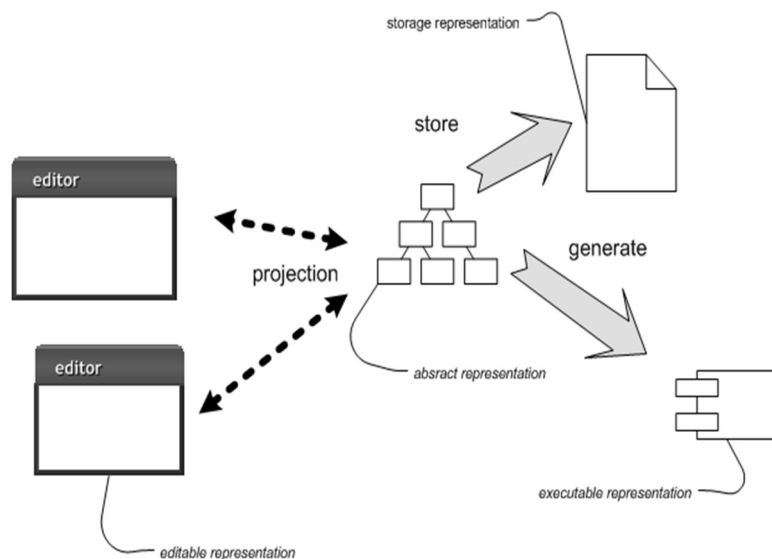 storage representation
store
editor
generate
projection
editor
absract representation
executable representation
editable representation